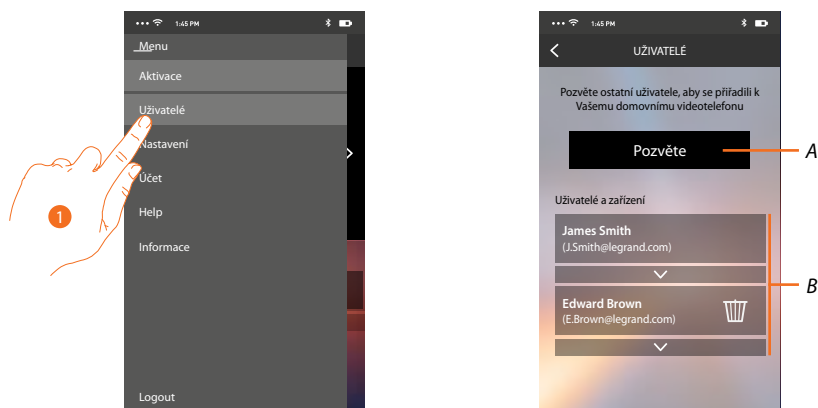 1:45 PM
Menu
Aktivace
Uživatelé
Nastavení
Účet
Help
Informace
Logout
1
1:45 PM
UŽIVATELÉ
Pozvěte ostatní uživatele, aby se přiřadili k
Vašemu domovnímu videotelefonu
Pozvěte
A
Uživatelé a zařízení
James Smith
(J.Smith@legrand.com)
B
Edward Brown
(E.Brown@legrand.com)